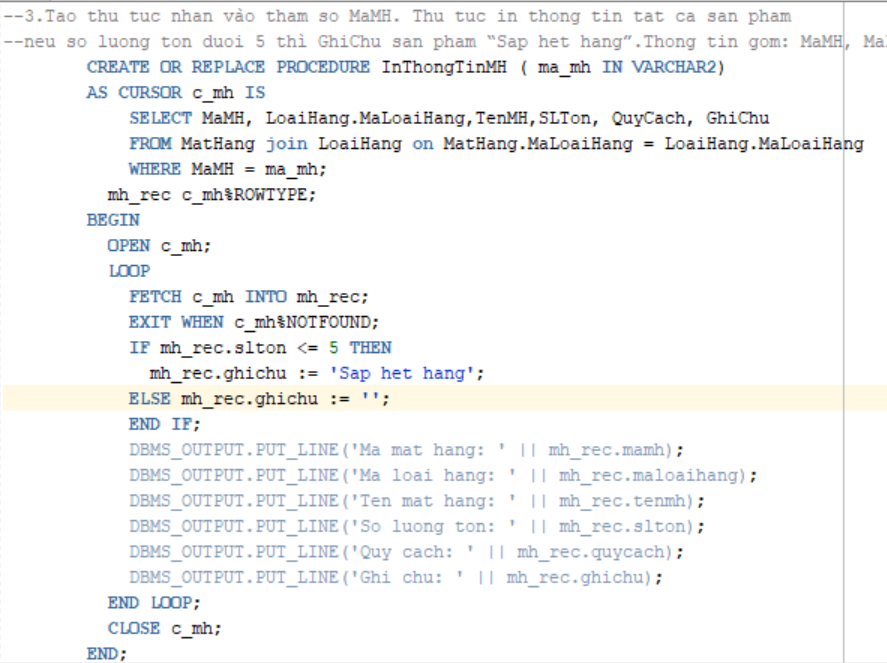 --3.Tao thu tuc nhan vào tham so MaMH. Thu tuc in thong tin tat ca san pham
--neu so luong ton duoi 5 thì GhiChu san pham “Sap het hang”.Thong tin gom: MaMH, Ma
CREATE OR REPLACE PROCEDURE InThongTinMH ( ma_mh IN VARCHAR2)
AS CURSOR c_mh IS
SELECT MaMH, LoaiHang.MaLoaiHang,TenMH,SLTon, QuyCach, GhiChu
FROM MatHang join LoaiHang on MatHang.MaLoaiHang = LoaiHang.MaLoaiHang
WHERE MaMH = ma_mh;
mh_rec c_mh%ROWTYPE;
BEGIN
OPEN c_mh;
LOOP
FETCH c_mh INTO mh_rec;
EXIT WHEN c_mh%NOTFOUND;
IF mh_rec.slton <= 5 THEN
mh_rec.ghichu := 'Sap het hang';
ELSE mh_rec.ghichu := '';
END IF;
DBMS_OUTPUT.PUT_LINE('Ma mat hang: ' || mh_rec.mamh);
DBMS_OUTPUT.PUT_LINE('Ma loai hang: ' || mh_rec.maloaihang);
DBMS_OUTPUT.PUT_LINE('Ten mat hang: ' || mh_rec.tenmh);
DBMS_OUTPUT.PUT_LINE('So luong ton: ' || mh_rec.slton);
DBMS_OUTPUT.PUT_LINE('Quy cach: ' || mh_rec.quycach);
DBMS_OUTPUT.PUT_LINE('Ghi chu: ' || mh_rec.ghichu);
END LOOP;
CLOSE c_mh;
END;